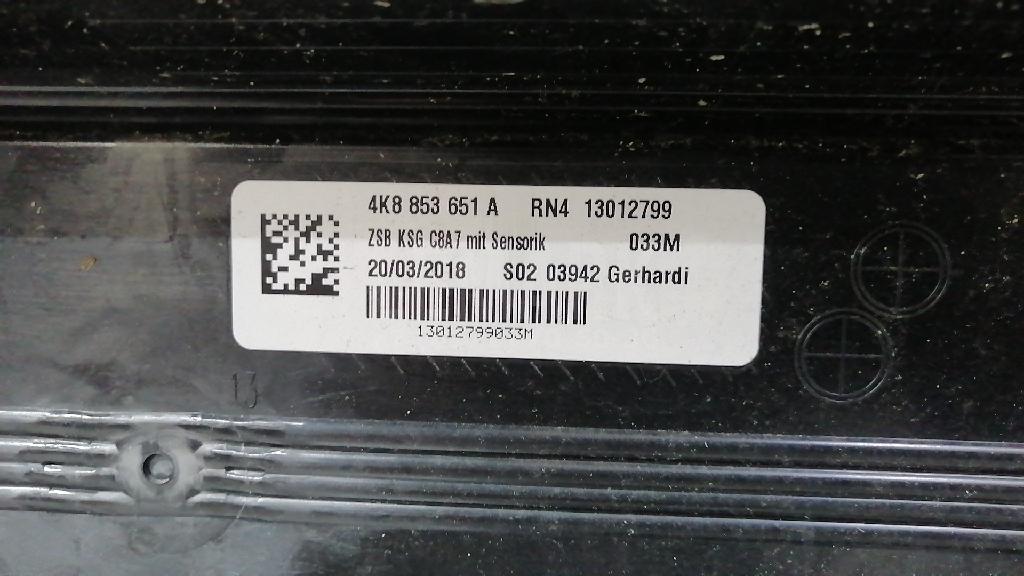 4K8 853 651 A RN4 13012799
ZSB KSG C8A7 mit Sensorik 033M
20/03/2018 S02 03942 Gerhardi
13012799033M
13